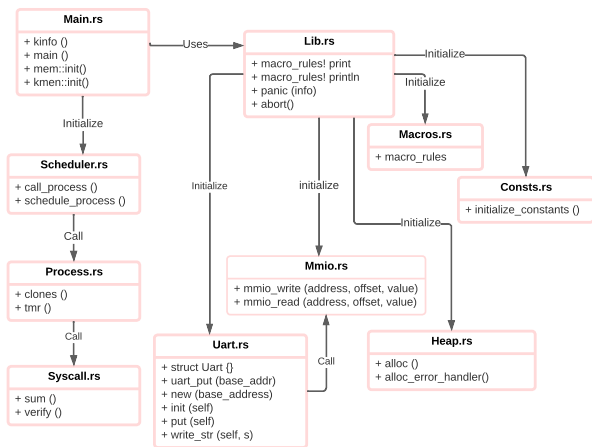 Main.rs
+ kinfo ()
+ main ()
+ mem::init()
+ kmen::init()
Uses
Lib.rs
+ macro_rules! print
+ macro_rules! println
+ panic (info)
+ abort()
Initialize
Initialize
Macros.rs
+ macro_rules
Initialize
Scheduler.rs
+ call_process ()
+ schedule_process ()
Initialize
initialize
Consts.rs
+ initialize_constants ()
Initialize
Call
Process.rs
+ clones ()
+ tmr ()
Mmio.rs
+ mmio_write (address, offset, value)
+ mmio_read (address, offset, value)
Call
Uart.rs
+ struct Uart {}
+ uart_put (base_addr)
+ new (base_address)
+ init (self)
+ put (self)
+ write_str (self, s)
Call
Heap.rs
+ alloc ()
+ alloc_error_handler()
Syscall.rs
+ sum ()
+ verify ()